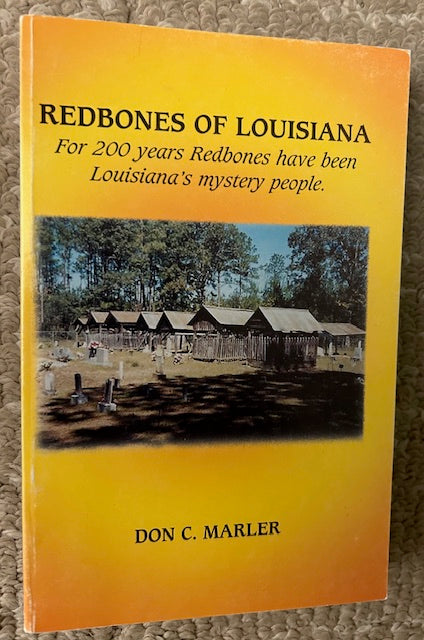 REDBONES OF LOUISIANA
For 200 years Redbones have been
Louisiana's mystery people.
DON C. MARLER